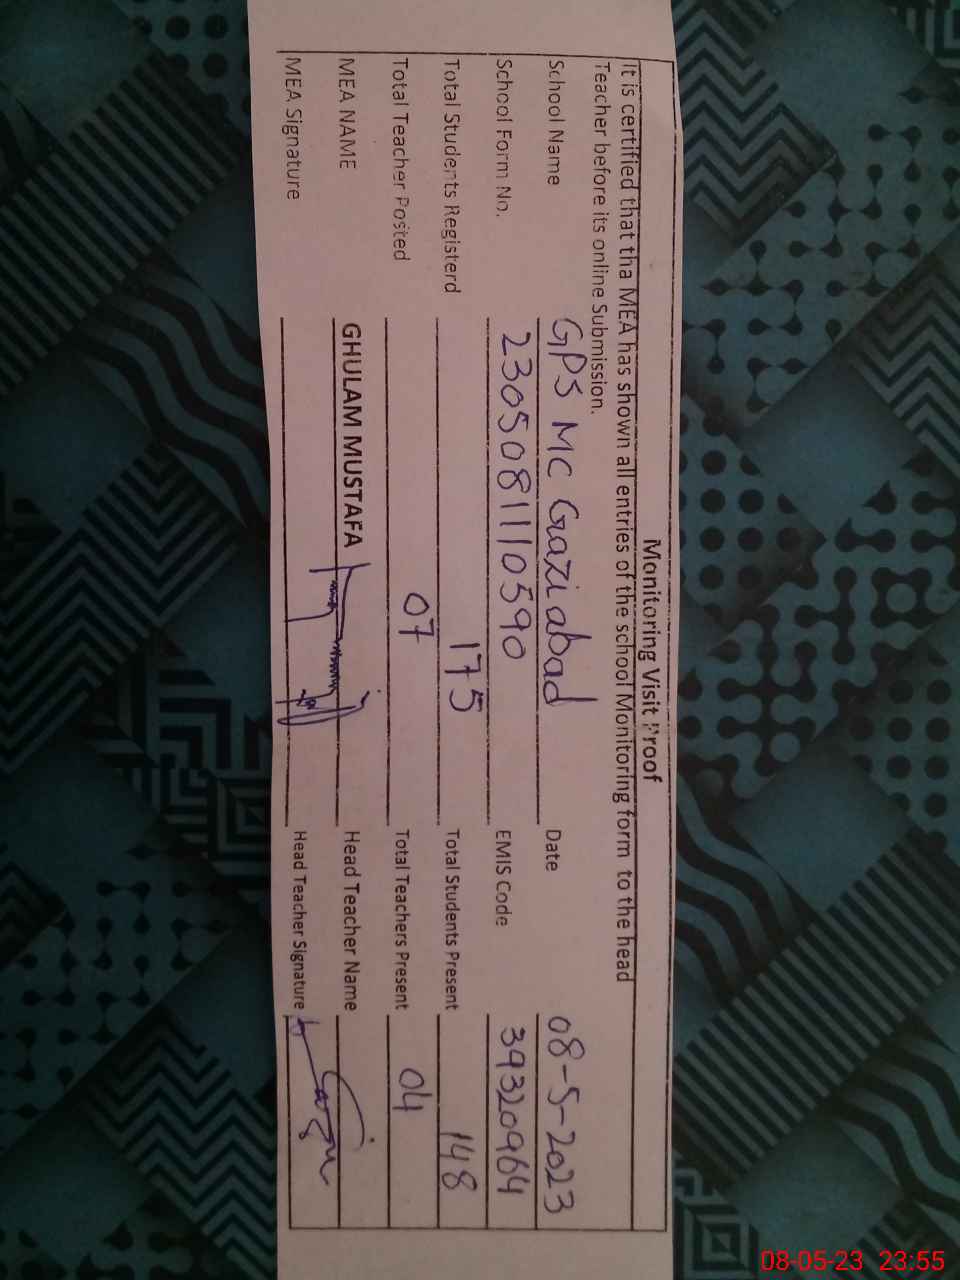 Monitoring Visit Proof
It is certified that tha MEA has shown all entries of the school Monitoring form to the head
Teacher before its online Submission.
School Name GPS MC Graziabad Date 08-5-2023
School Form No. 2305081110590 EMIS Code 39320964
Total Students Registerd 175 Total Students Present 148
Total Teacher Posted 07 Total Teachers Present 04
MEA NAME GHULAM MUSTAFA Head Teacher Name
MEA Signature Head Teacher Signature
08-05-23 23:55